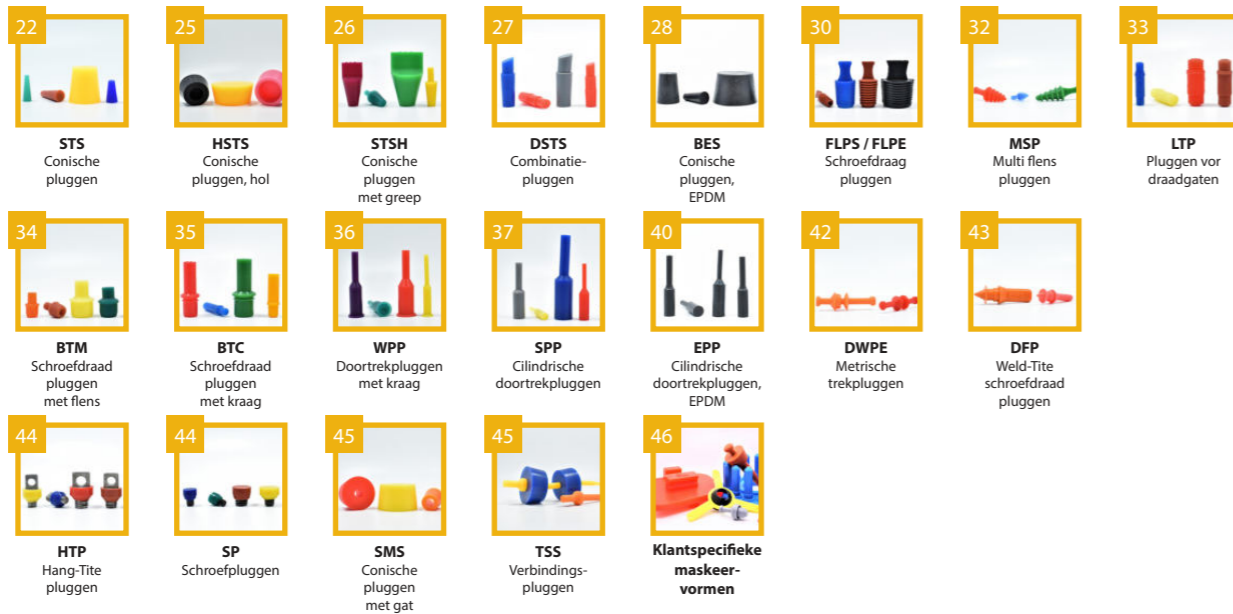 22
STS
Conische
pluggen
25
HSTS
Conische
pluggen, hol
26
STSH
Conische
pluggen
met greep
27
DSTS
Combinatie-
pluggen
28
BES
Conische
pluggen,
EPDM
30
FLPS / FLPE
Schroefdraag
pluggen
32
MSP
Multi flens
pluggen
33
LTP
Pluggen vor
draadgaten
34
BTM
Schroefdraad
pluggen
met flens
35
BTC
Schroefdraad
pluggen
met kraag
36
WPP
Doortrekpluggen
met kraag
37
SPP
Cilindrische
doortrekpluggen
40
EPP
Cilindrische
doortrekpluggen,
EPDM
42
DWPE
Metrische
trekpluggen
43
DFP
Weld-Tite
schroefdraad
pluggen
44
HTP
Hang-Tite
pluggen
44
SP
Schroefpluggen
45
SMS
Conische
pluggen
met gat
45
TSS
Verbindings-
pluggen
46
Klantspecifieke
maskeer-
vormen